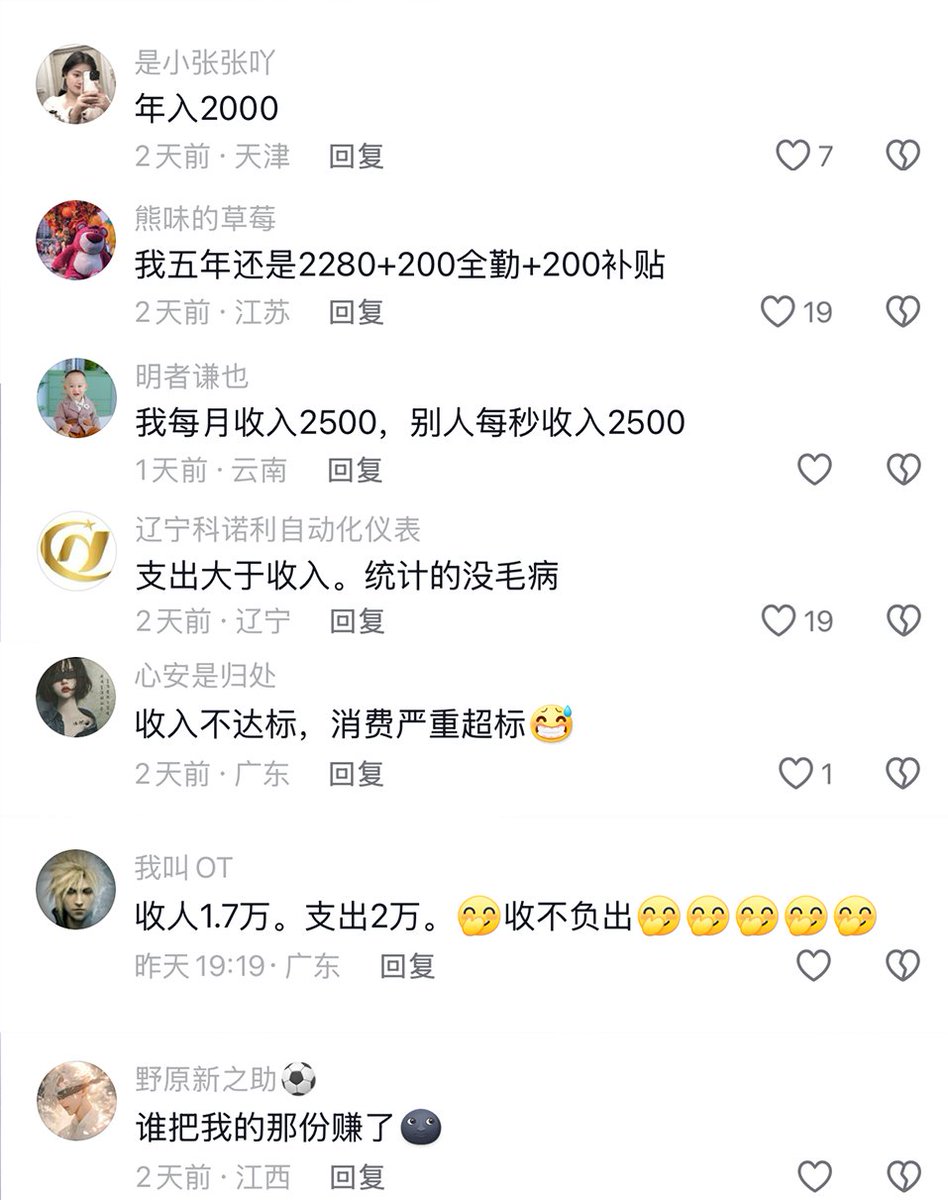 是小张张吖
年入2000
2天前·天津 回复 7
熊味的草莓
我五年还是2280+200全勤+200补贴
2天前·江苏 回复 19
明者谦也
我每月收入2500，别人每秒收入2500
1天前·云南 回复
辽宁科诺利自动化仪表
支出大于收入。统计的没毛病
2天前·辽宁 回复 19
心安是归处
收入不达标，消费严重超标😅
2天前·广东 回复 1
我叫OT
收人1.7万。支出2万。🤭收不负出🤭🤭🤭🤭🤭
昨天19:19·广东 回复
野原新之助⚽
谁把我的那份赚了🌚
2天前·江西 回复